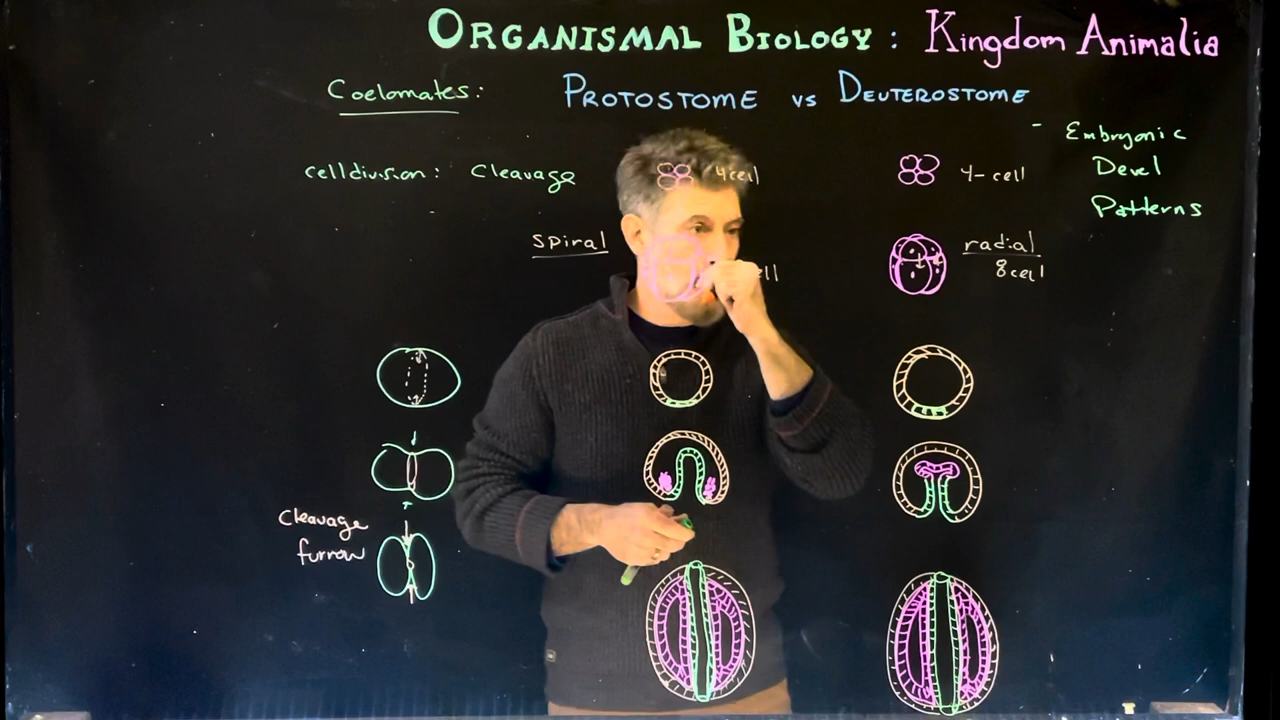 ORGANISMAL BIOLOGY: Kingdom Animalia
Coelomates: PROTOSTOME vs DEUTEROSTOME
- Embryonic
Devel
Patterns
celldivision: Cleavage 4cell 4-cell
spiral radial
8cell
Cleavage
furrow